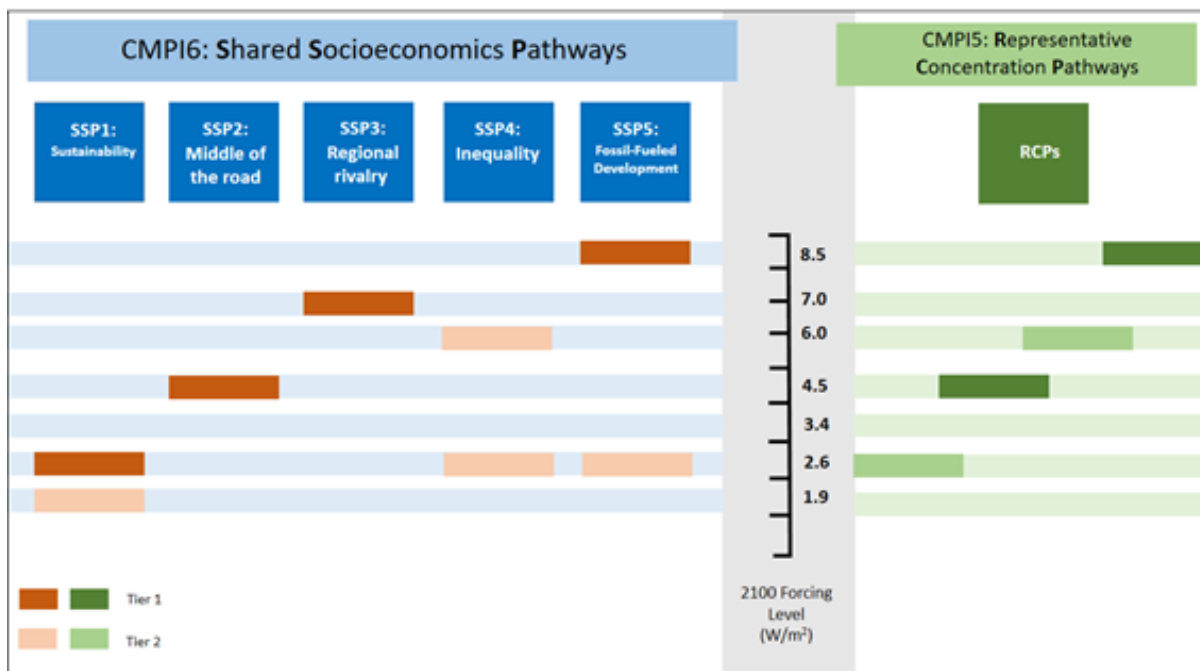 CMPI6: Shared Socioeconomics Pathways
CMPI5: Representative
Concentration Pathways
SSP1:
Sustainability
SSP2:
Middle of
the road
SSP3:
Regional
rivalry
SSP4:
Inequality
SSP5:
Fossil-Fueled
Development
RCPs
8.5
7.0
6.0
4.5
3.4
2.6
1.9
2100 Forcing
Level
(W/m²)
Tier 1
Tier 2